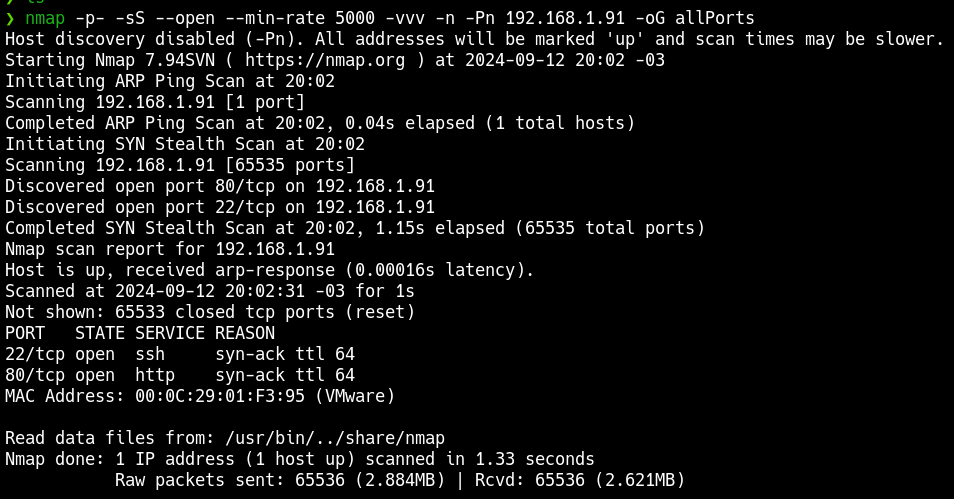 ❯ nmap -p- -sS --open --min-rate 5000 -vvv -n -Pn 192.168.1.91 -oG allPorts
Host discovery disabled (-Pn). All addresses will be marked 'up' and scan times may be slower.
Starting Nmap 7.94SVN ( https://nmap.org ) at 2024-09-12 20:02 -03
Initiating ARP Ping Scan at 20:02
Scanning 192.168.1.91 [1 port]
Completed ARP Ping Scan at 20:02, 0.04s elapsed (1 total hosts)
Initiating SYN Stealth Scan at 20:02
Scanning 192.168.1.91 [65535 ports]
Discovered open port 80/tcp on 192.168.1.91
Discovered open port 22/tcp on 192.168.1.91
Completed SYN Stealth Scan at 20:02, 1.15s elapsed (65535 total ports)
Nmap scan report for 192.168.1.91
Host is up, received arp-response (0.00016s latency).
Scanned at 2024-09-12 20:02:31 -03 for 1s
Not shown: 65533 closed tcp ports (reset)
PORT   STATE SERVICE REASON
22/tcp open  ssh     syn-ack ttl 64
80/tcp open  http    syn-ack ttl 64
MAC Address: 00:0C:29:01:F3:95 (VMware)
Read data files from: /usr/bin/../share/nmap
Nmap done: 1 IP address (1 host up) scanned in 1.33 seconds
           Raw packets sent: 65536 (2.884MB) | Rcvd: 65536 (2.621MB)